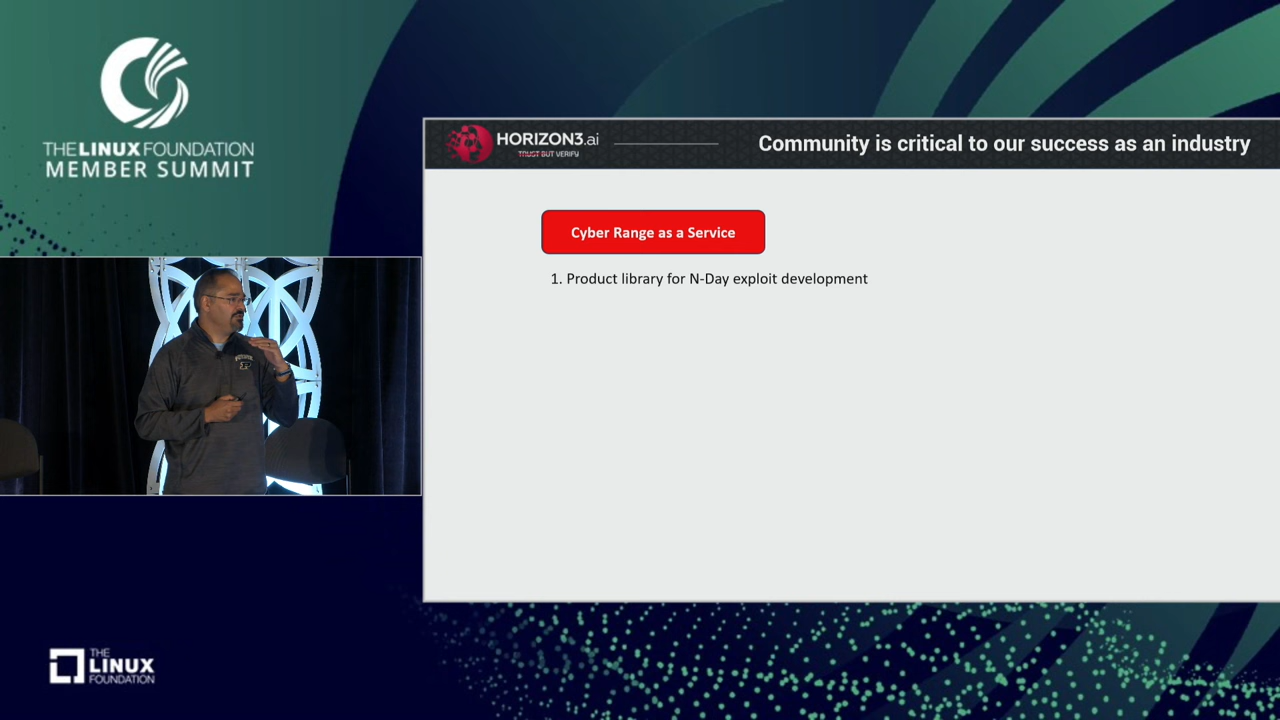 THE LINUX FOUNDATION
MEMBER SUMMIT
HORIZON3.ai
TRUST BUT VERIFY
Community is critical to our success as an industry
Cyber Range as a Service
1. Product library for N-Day exploit development
THE
LINUX
FOUNDATION